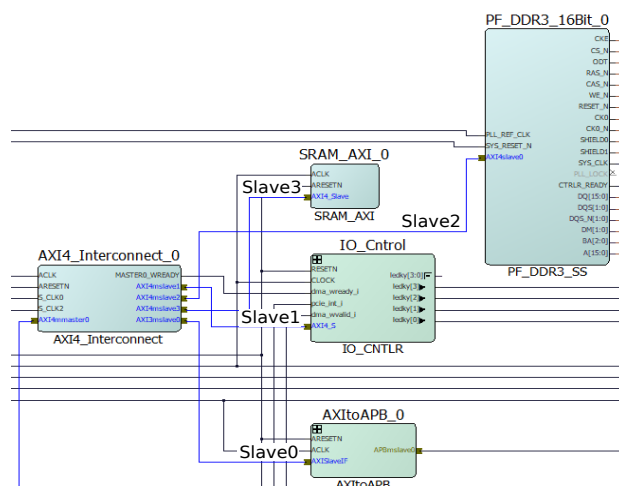 PF_DDR3_16Bit_0
CKE
CS_N
ODT
RAS_N
CAS_N
WE_N
RESET_N
CK0
CK0_N
SHIELD0
SHIELD1
SYS_CLK
PLL_LOCK
CTRLR_READY
DQ[15:0]
DQS[1:0]
DQS_N[1:0]
DM[1:0]
BA[2:0]
A[15:0]
PLL_REF_CLK
SYS_RESET_N
AXI4slave0
PF_DDR3_SS
SRAM_AXI_0
ACLK
ARESETN
AXI4_Slave
SRAM_AXI
Slave3
Slave2
AXI4_Interconnect_0
ACLK
ARESETN
S_CLK0
S_CLK2
AXI4mmaster0
MASTER0_WREADY
AXI4mslave1
AXI4mslave2
AXI4mslave3
AXI3mslave0
AXI4_Interconnect
IO_Cntrol
RESETN
CLOCK
dma_wready_i
pcie_int_i
dma_wvalid_i
AXI4_S
ledky[3:0]
ledky[3]
ledky[2]
ledky[1]
ledky[0]
IO_CNTLR
Slave1
AXItoAPB_0
ARESETN
ACLK
AXISlaveIF
APBmslave0
AXItoAPB
Slave0